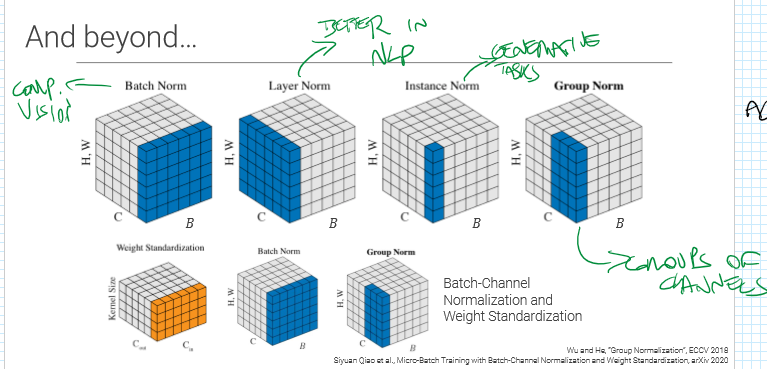 And beyond...
BETTER IN
NLP
GENERATIVE
TASKS
COMP.
VISION
Batch Norm
Layer Norm
Instance Norm
Group Norm
H, W
C
B
H, W
C
B
H, W
C
B
H, W
C
B
GROUPS OF
CHANNELS
Weight Standardization
Batch Norm
Group Norm
Kernel Size
C_out
C_in
H, W
C
B
H, W
C
B
Batch-Channel
Normalization and
Weight Standardization
Wu and He, "Group Normalization", ECCV 2018
Siyuan Qiao et al., Micro-Batch Training with Batch-Channel Normalization and Weight Standardization, arXiv 2020